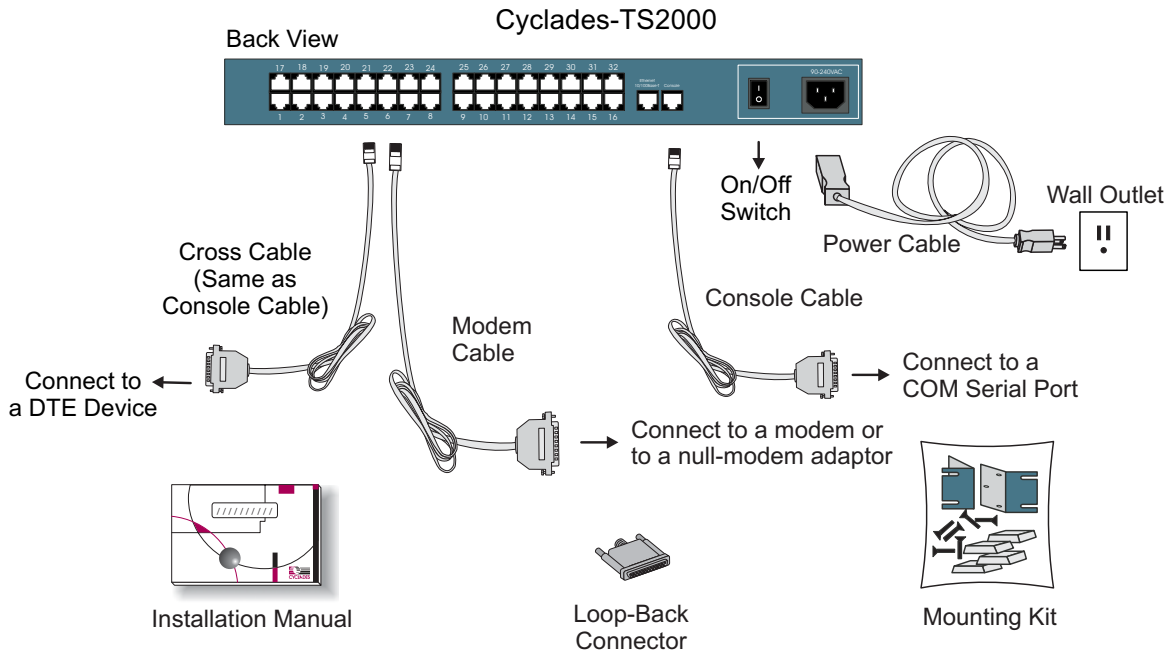 Cyclades-TS2000
Back View
17 18 19 20 21 22 23 24 25 26 27 28 29 30 31 32
Ethernet
10/100BaseT Console
90-240VAC
1 2 3 4 5 6 7 8 9 10 11 12 13 14 15 16
On/Off
Switch
Wall Outlet
Power Cable
Cross Cable
(Same as
Console Cable)
Modem
Cable
Console Cable
Connect to
a DTE Device
Connect to a
COM Serial Port
Connect to a modem or
to a null-modem adaptor
CYCLADES
Installation Manual
Loop-Back
Connector
Mounting Kit